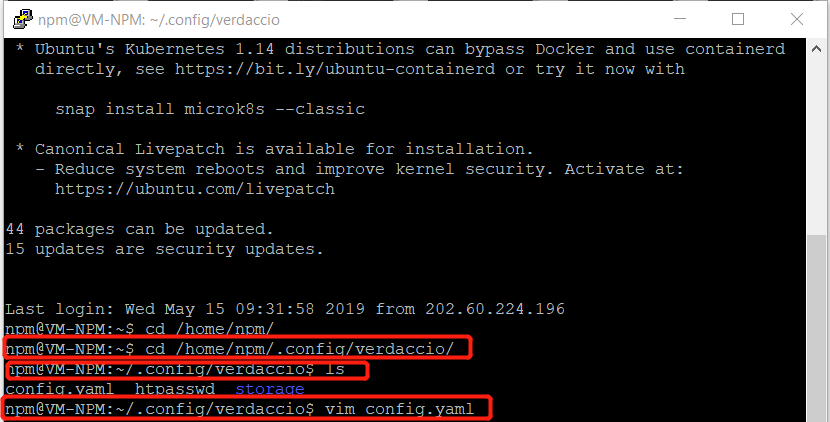 npm@VM-NPM: ~/.config/verdaccio
* Ubuntu's Kubernetes 1.14 distributions can bypass Docker and use containerd
directly, see https://bit.ly/ubuntu-containerd or try it now with
snap install microk8s --classic
* Canonical Livepatch is available for installation.
- Reduce system reboots and improve kernel security. Activate at:
https://ubuntu.com/livepatch
44 packages can be updated.
15 updates are security updates.
Last login: Wed May 15 09:31:58 2019 from 202.60.224.196
npm@VM-NPM:~$ cd /home/npm/
npm@VM-NPM:~$ cd /home/npm/.config/verdaccio/
npm@VM-NPM:~/.config/verdaccio$ ls
config.yaml  htpasswd  storage
npm@VM-NPM:~/.config/verdaccio$ vim config.yaml